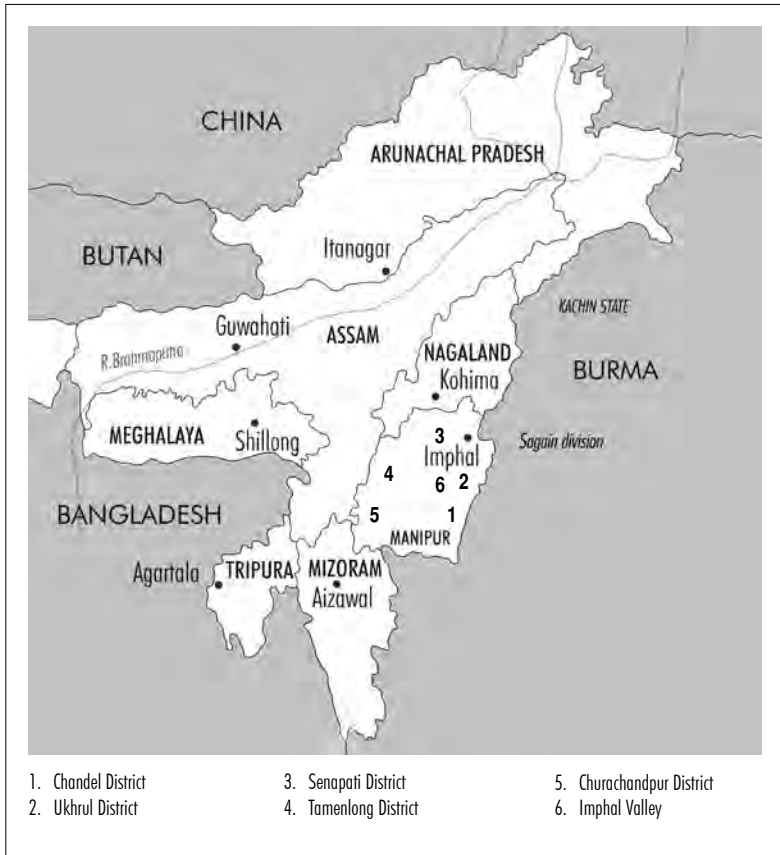 CHINA
ARUNACHAL PRADESH
BUTAN
Itanagar
KACHIN STATE
Guwahati
R.Brahmaputra
ASSAM
NAGALAND
Kohima
BURMA
MEGHALAYA
Shillong
3
Imphal
Sagain division
4
6
2
BANGLADESH
5
1
MANIPUR
Agartala
TRIPURA
MIZORAM
Aizawal
1. Chandel District
2. Ukhrul District
3. Senapati District
4. Tamenlong District
5. Churachandpur District
6. Imphal Valley